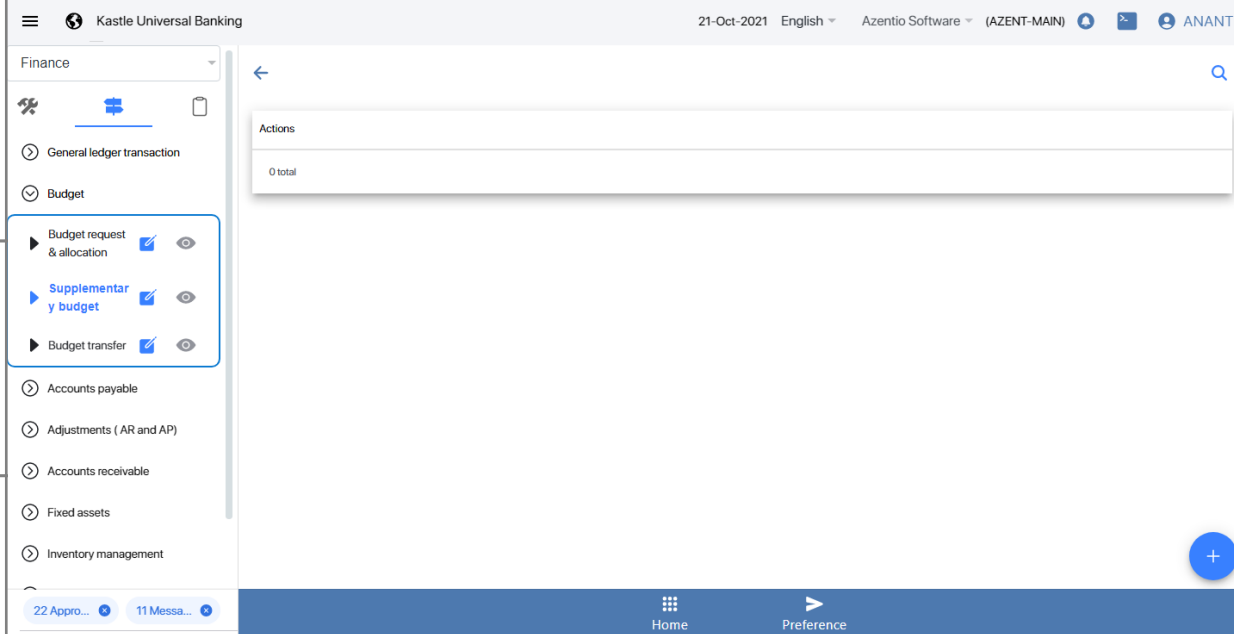 Kastle Universal Banking
21-Oct-2021 English Azentio Software (AZENT-MAIN) ANANT
Finance
Actions
0 total
General ledger transaction
Budget
Budget request
& allocation
Supplementar
y budget
Budget transfer
Accounts payable
Adjustments ( AR and AP)
Accounts receivable
Fixed assets
Inventory management
22 Appro...
11 Messa...
Home
Preference